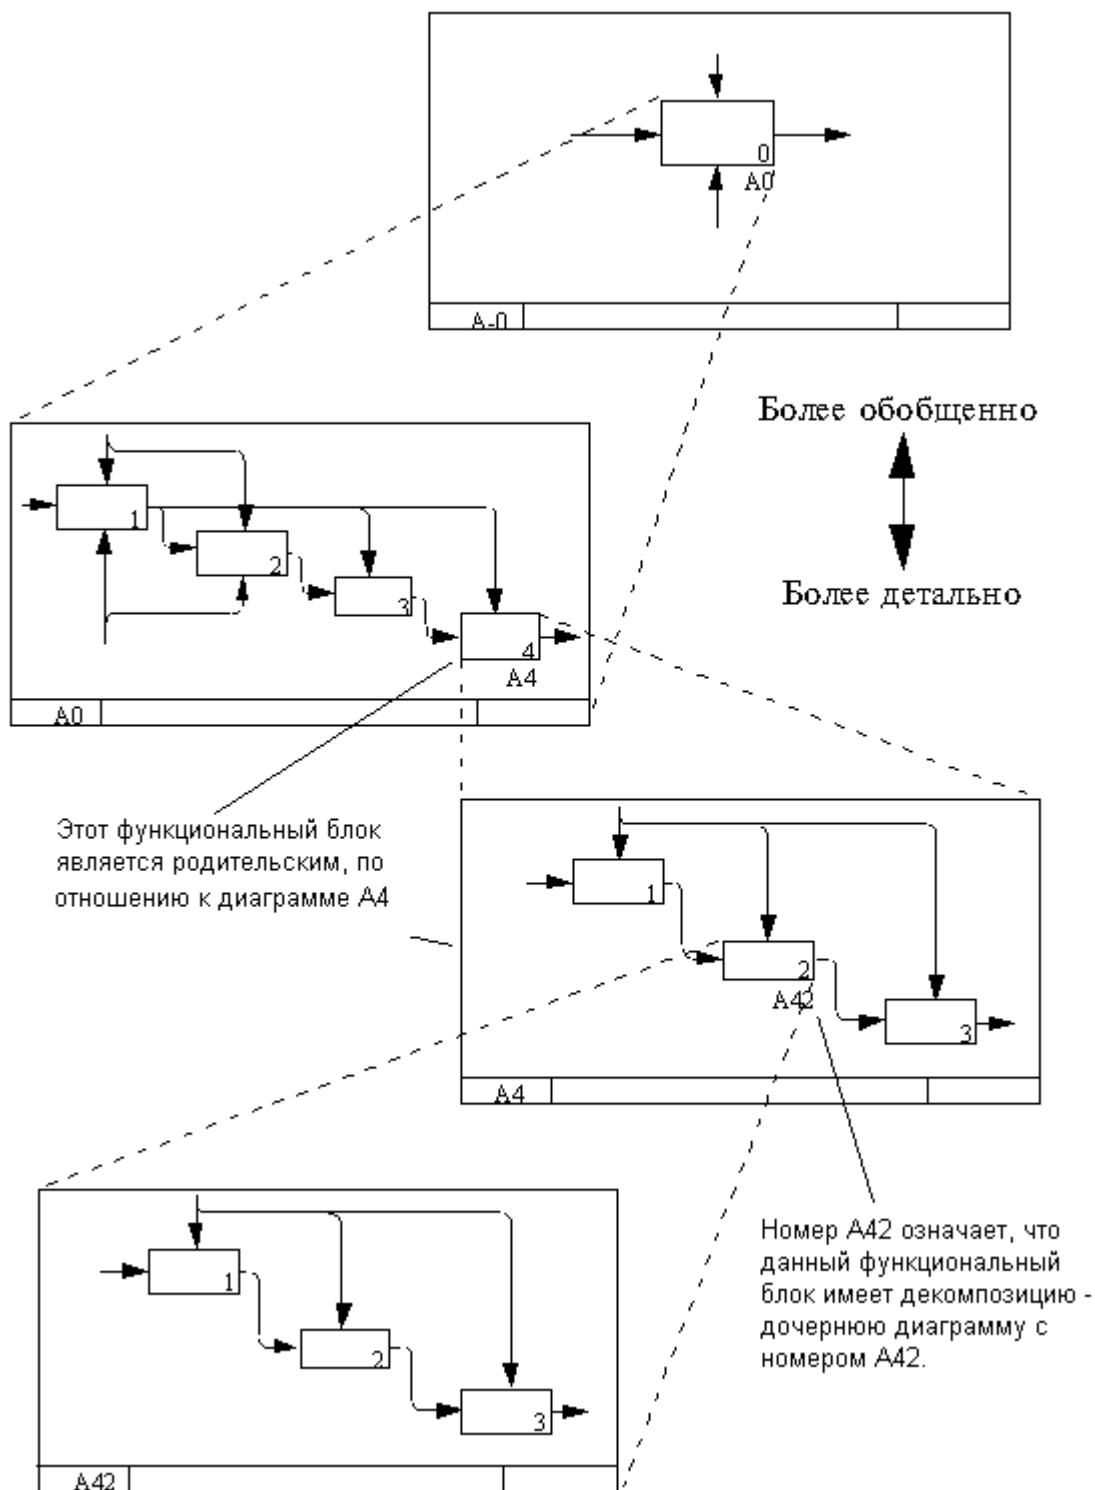 0
A0
A-0
Более обобщенно
Более детально
1
2
3
4
A4
A0
Этот функциональный блок
является родительским, по
отношению к диаграмме А4
1
2
A42
3
A4
Номер А42 означает, что
данный функциональный
блок имеет декомпозицию -
дочернюю диаграмму с
номером А42.
1
2
3
A42